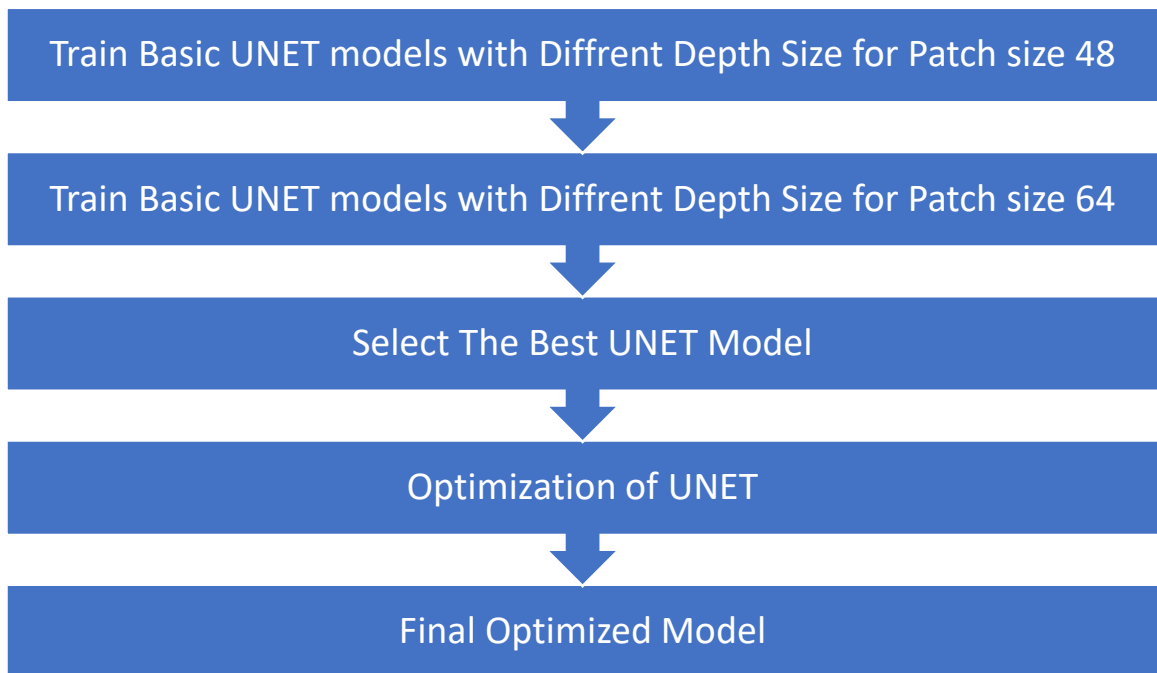 Train Basic UNET models with Diffrent Depth Size for Patch size 48
Train Basic UNET models with Diffrent Depth Size for Patch size 64
Select The Best UNET Model
Optimization of UNET
Final Optimized Model